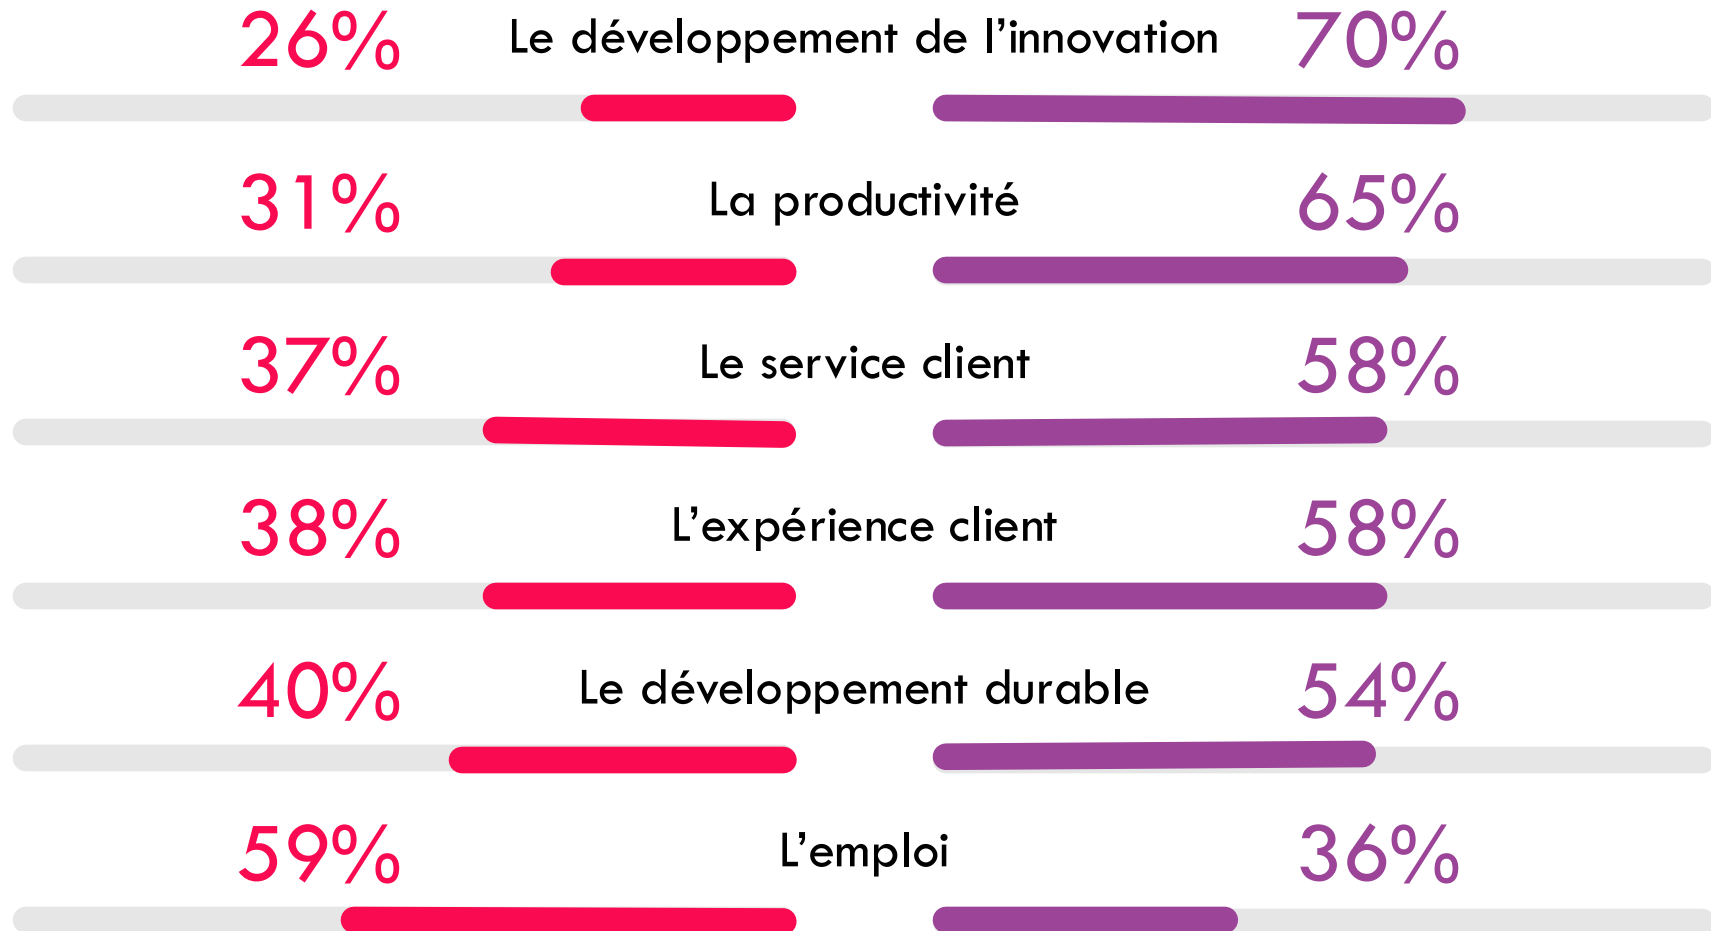 26% Le développement de l’innovation 70%
31% La productivité 65%
37% Le service client 58%
38% L’expérience client 58%
40% Le développement durable 54%
59% L’emploi 36%